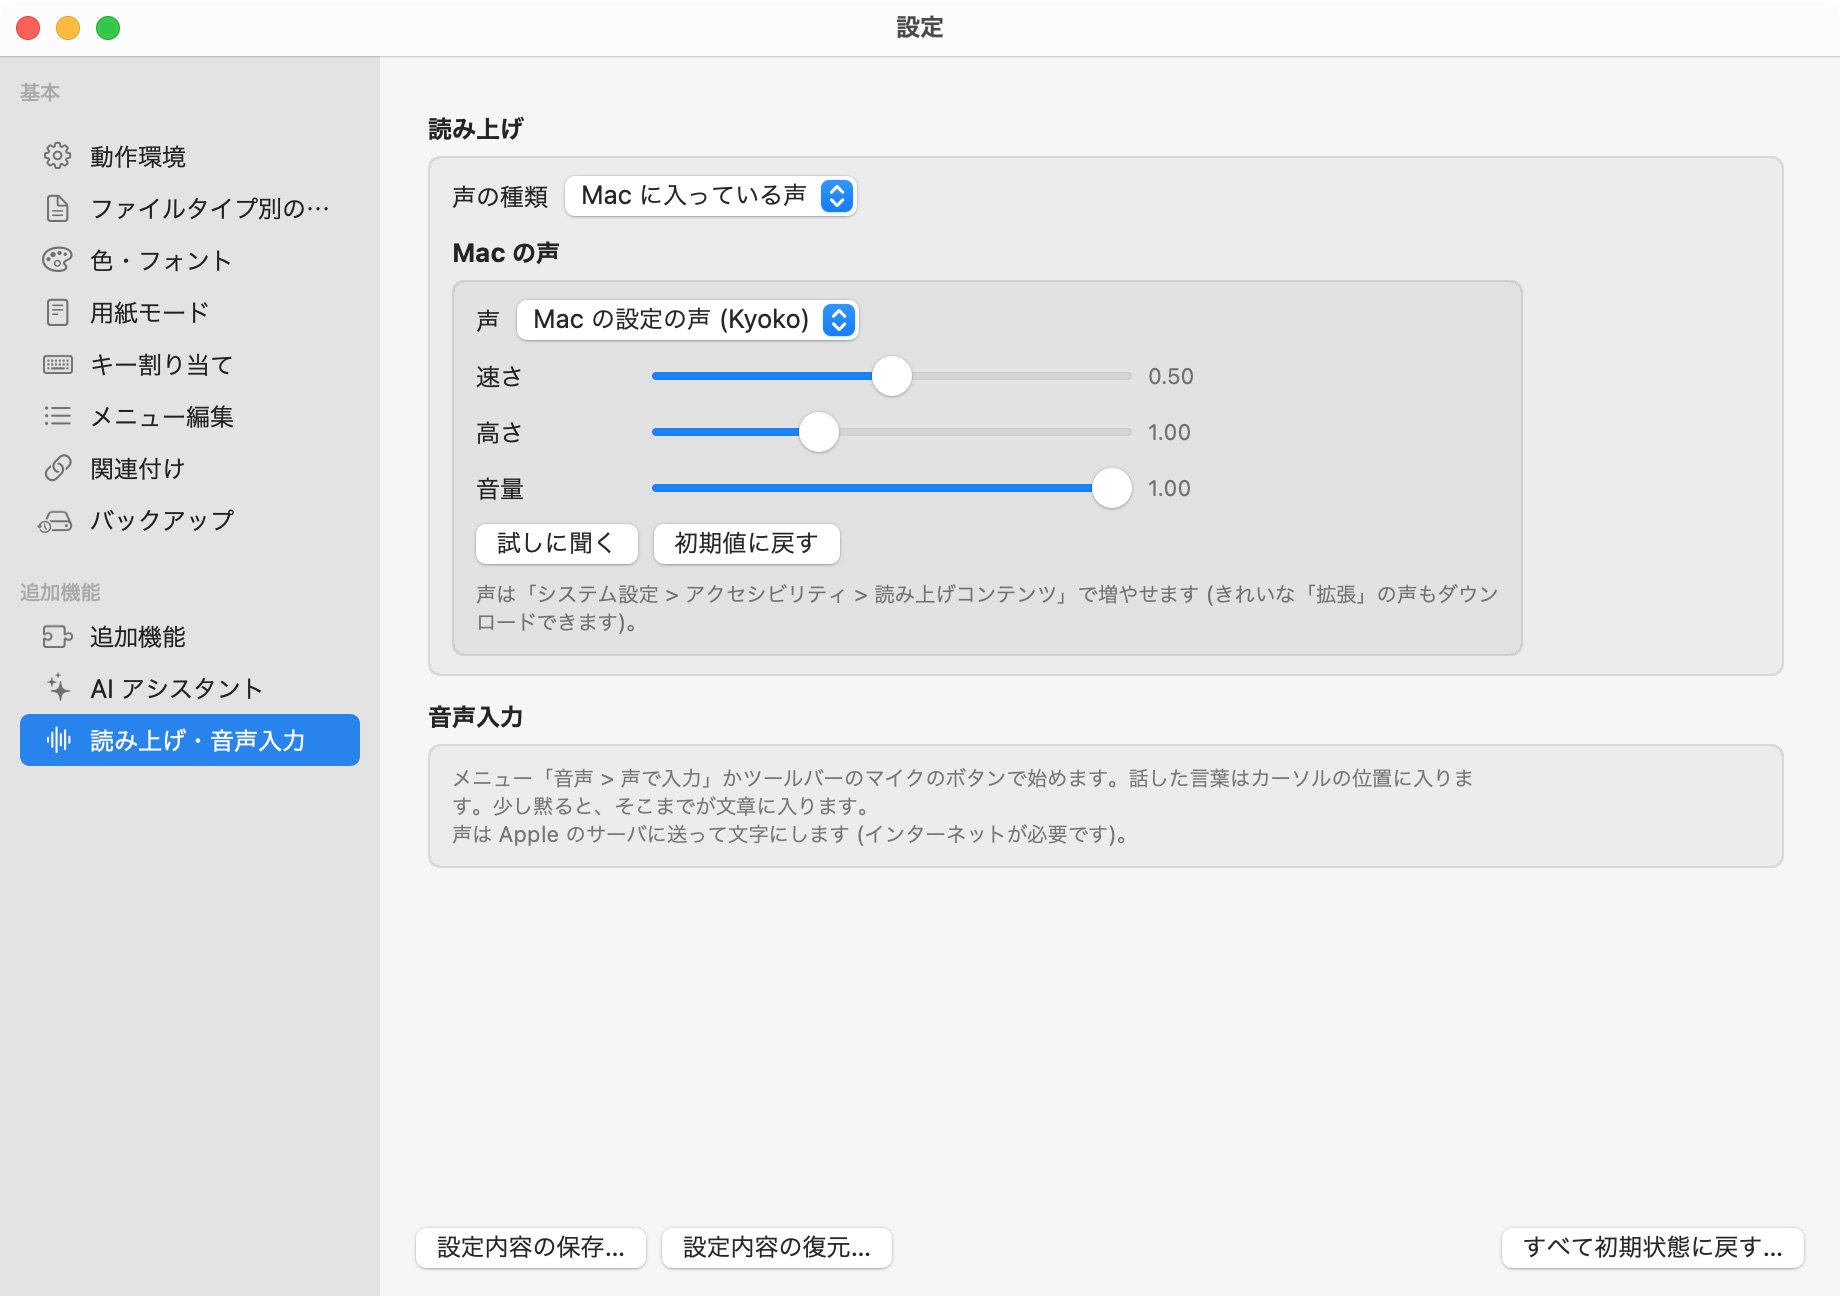 設定
基本
動作環境
ファイルタイプ別の…
色・フォント
用紙モード
キー割り当て
メニュー編集
関連付け
バックアップ
追加機能
追加機能
AI アシスタント
読み上げ・音声入力
読み上げ
声の種類 Mac に入っている声
Mac の声
声 Mac の設定の声 (Kyoko)
速さ 0.50
高さ 1.00
音量 1.00
試しに聞く 初期値に戻す
声は「システム設定 > アクセシビリティ > 読み上げコンテンツ」で増やせます (きれいな「拡張」の声もダウン
ロードできます)。
音声入力
メニュー「音声 > 声で入力」かツールバーのマイクのボタンで始めます。話した言葉はカーソルの位置に入りま
す。少し黙ると、そこまでが文章に入ります。
声は Apple のサーバに送って文字にします (インターネットが必要です)。
設定内容の保存... 設定内容の復元... すべて初期状態に戻す...